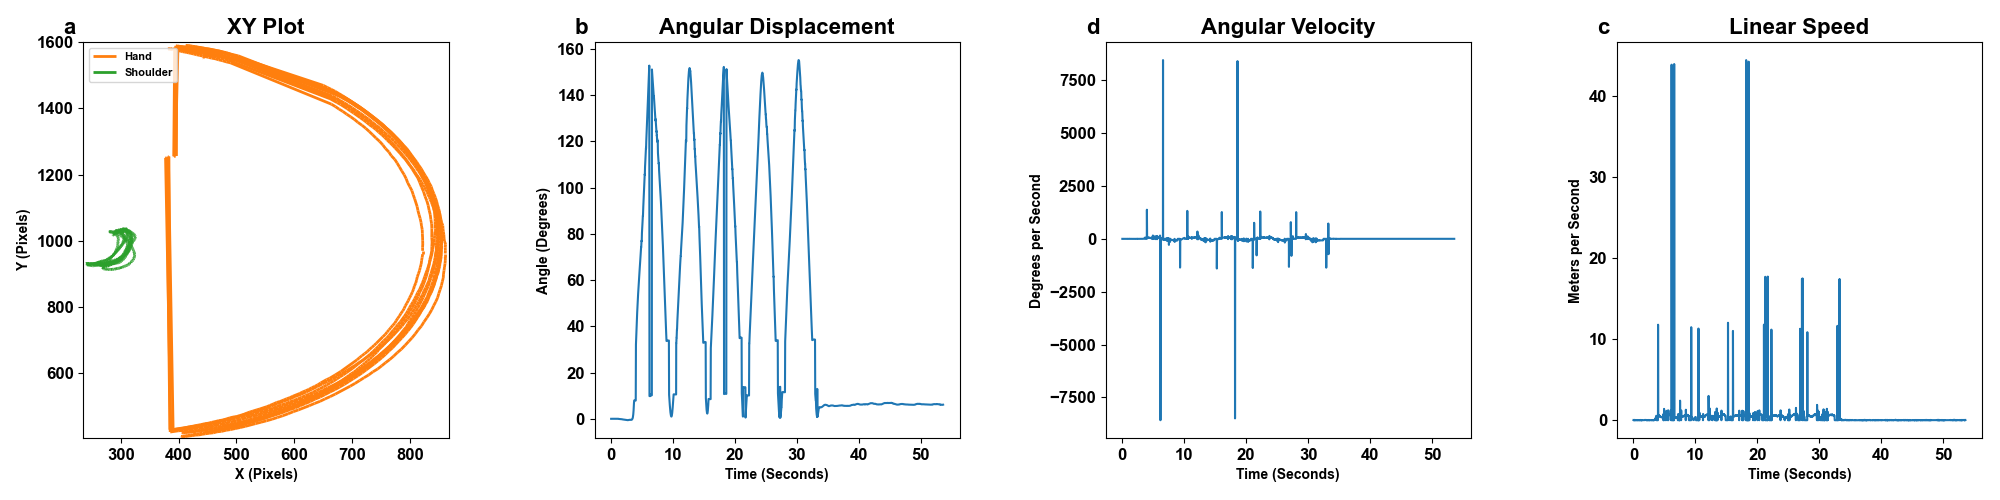 a
XY Plot
Hand
Shoulder
1600
1400
1200
1000
800
600
Y (Pixels)
300 400 500 600 700 800
X (Pixels)
b
Angular Displacement
160
140
120
100
80
60
40
20
0
Angle (Degrees)
0 10 20 30 40 50
Time (Seconds)
d
Angular Velocity
7500
5000
2500
0
−2500
−5000
−7500
Degrees per Second
0 10 20 30 40 50
Time (Seconds)
c
Linear Speed
40
30
20
10
0
Meters per Second
0 10 20 30 40 50
Time (Seconds)